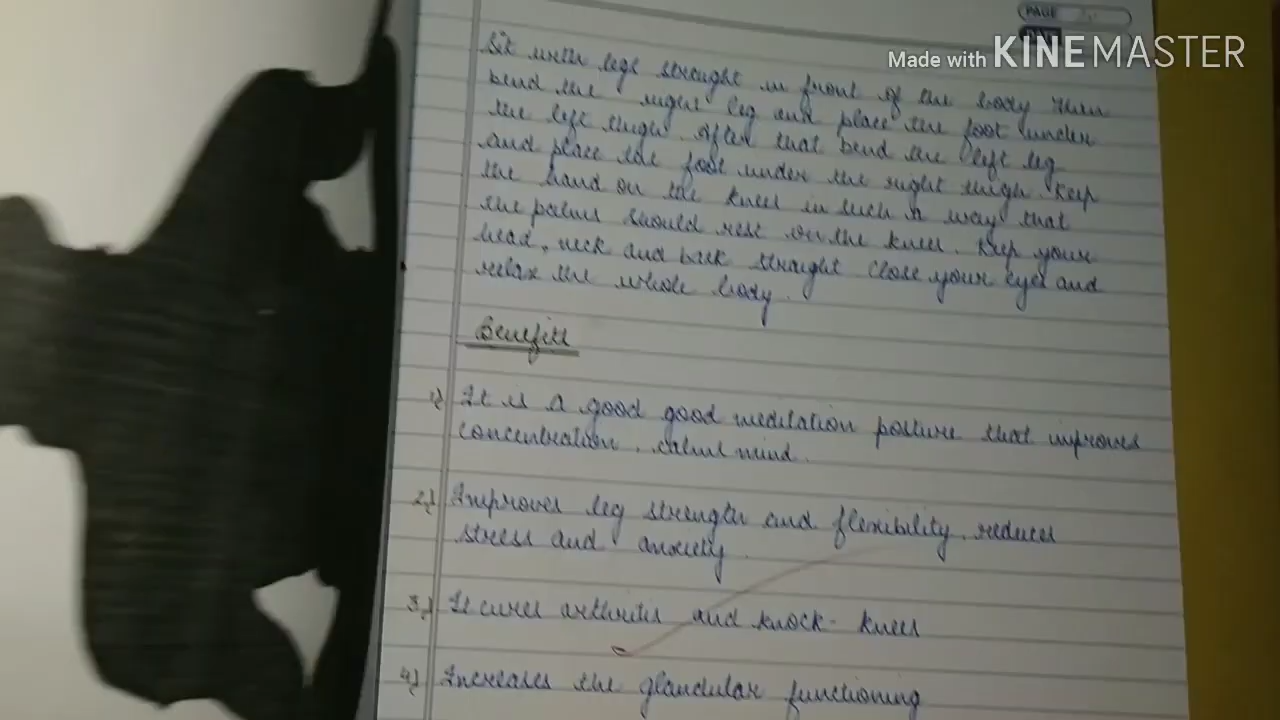 PAGE
Made with KINEMASTER
Sit with legs straight in front of the body then
bend the right leg and place the foot under
the left thigh. After that bend the left leg
and place the foot under the right thigh. Keep
the hand on the knees in such a way that
the palms should rest on the knees. Keep your
head, neck and back straight close your eyes and
relax the whole body.
Benefits
1) It is a good good meditation posture that improves
concentration, calm mind.
2) Improves leg strength and flexibility, reduces
stress and anxiety.
3) It cures arthritis and knock-knees
4) Increases the glandular functioning